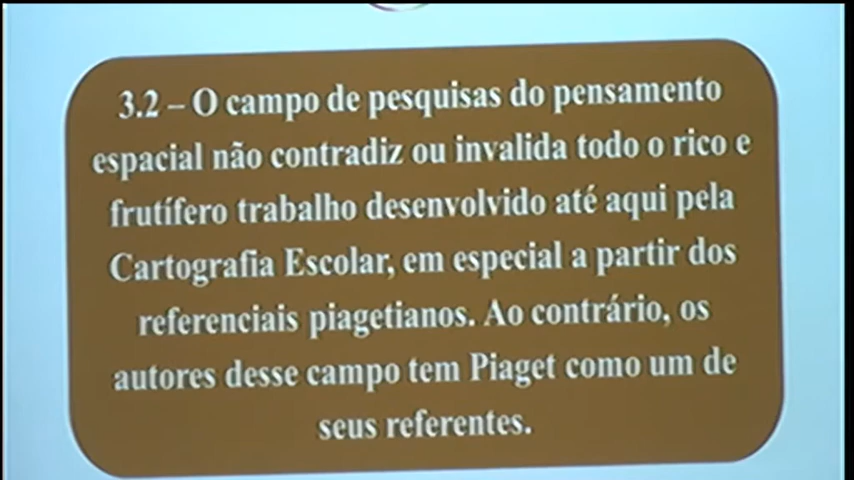 3.2 – O campo de pesquisas do pensamento
espacial não contradiz ou invalida todo o rico e
frutífero trabalho desenvolvido até aqui pela
Cartografia Escolar, em especial a partir dos
referenciais piagetianos. Ao contrário, os
autores desse campo tem Piaget como um de
seus referentes.